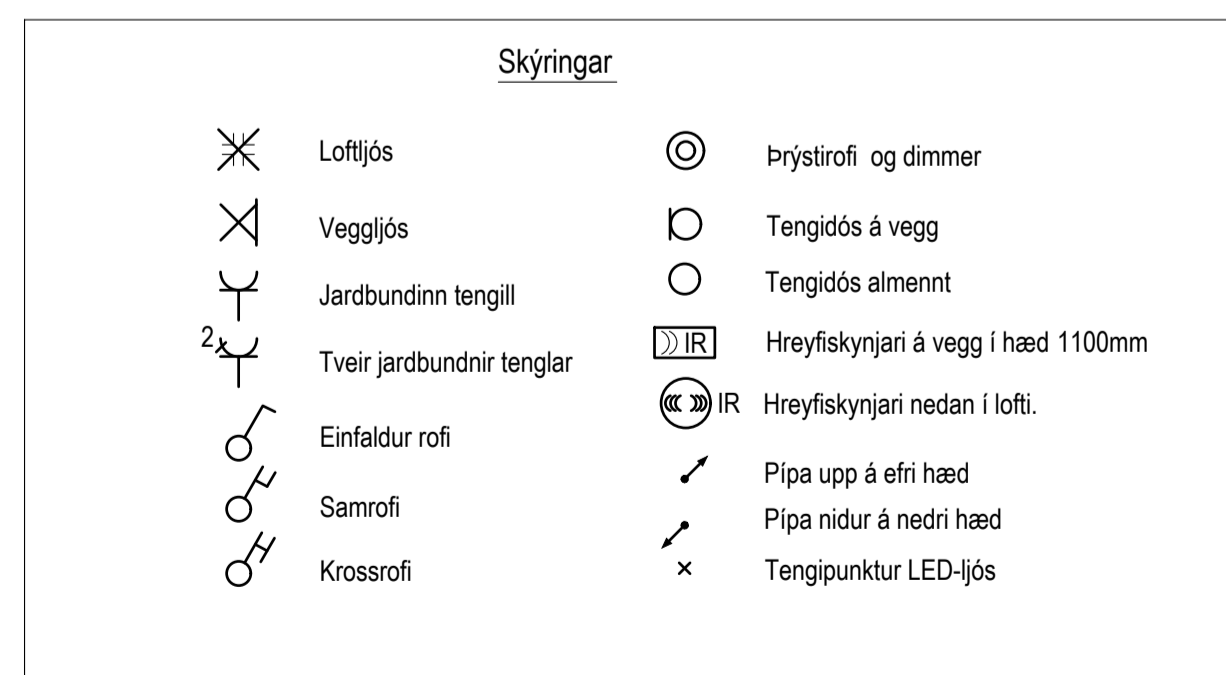 Skýringar
Loftljós
Veggljós
Jardbundinn tengill
2
Tveir jardbundnir tenglar
Einfaldur rofi
Samrofi
Krossrofi
Þrýstirofi og dimmer
Tengidós á vegg
Tengidós almennt
IR Hreyfiskynjari á vegg í hæd 1100mm
IR Hreyfiskynjari nedan í lofti.
Pípa upp á efri hæd
Pípa nidur á nedri hæd
Tengipunktur LED-ljós